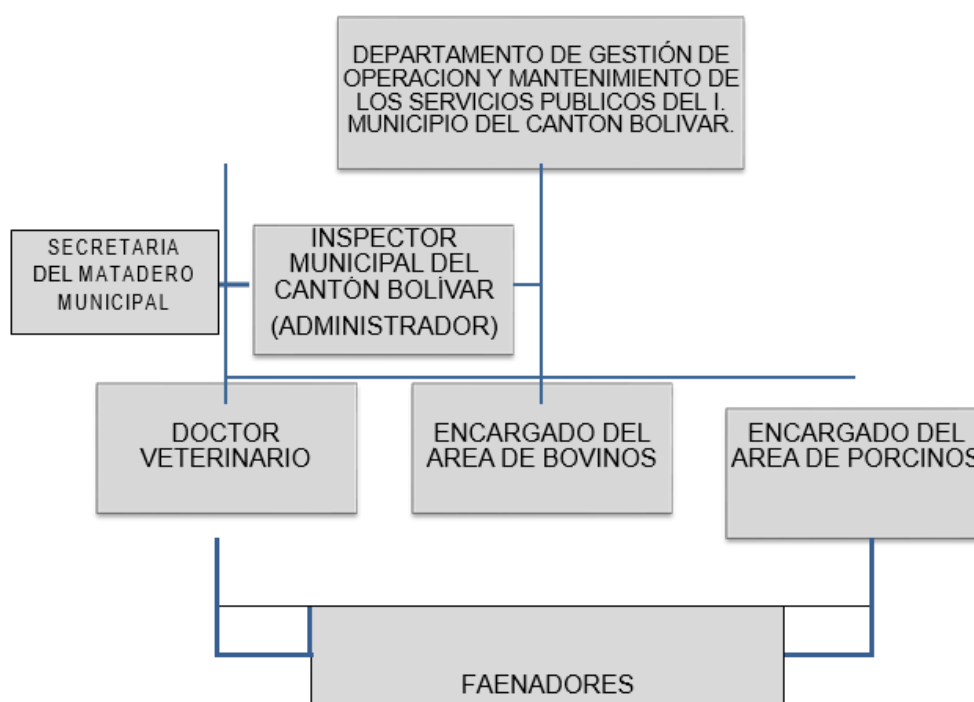 DEPARTAMENTO DE GESTIÓN DE
OPERACION Y MANTENIMIENTO DE
LOS SERVICIOS PUBLICOS DEL I.
MUNICIPIO DEL CANTON BOLIVAR.
SECRETARIA
DEL MATADERO
MUNICIPAL
INSPECTOR
MUNICIPAL DEL
CANTÓN BOLÍVAR
(ADMINISTRADOR)
DOCTOR
VETERINARIO
ENCARGADO DEL
AREA DE BOVINOS
ENCARGADO DEL
AREA DE PORCINOS
FAENADORES